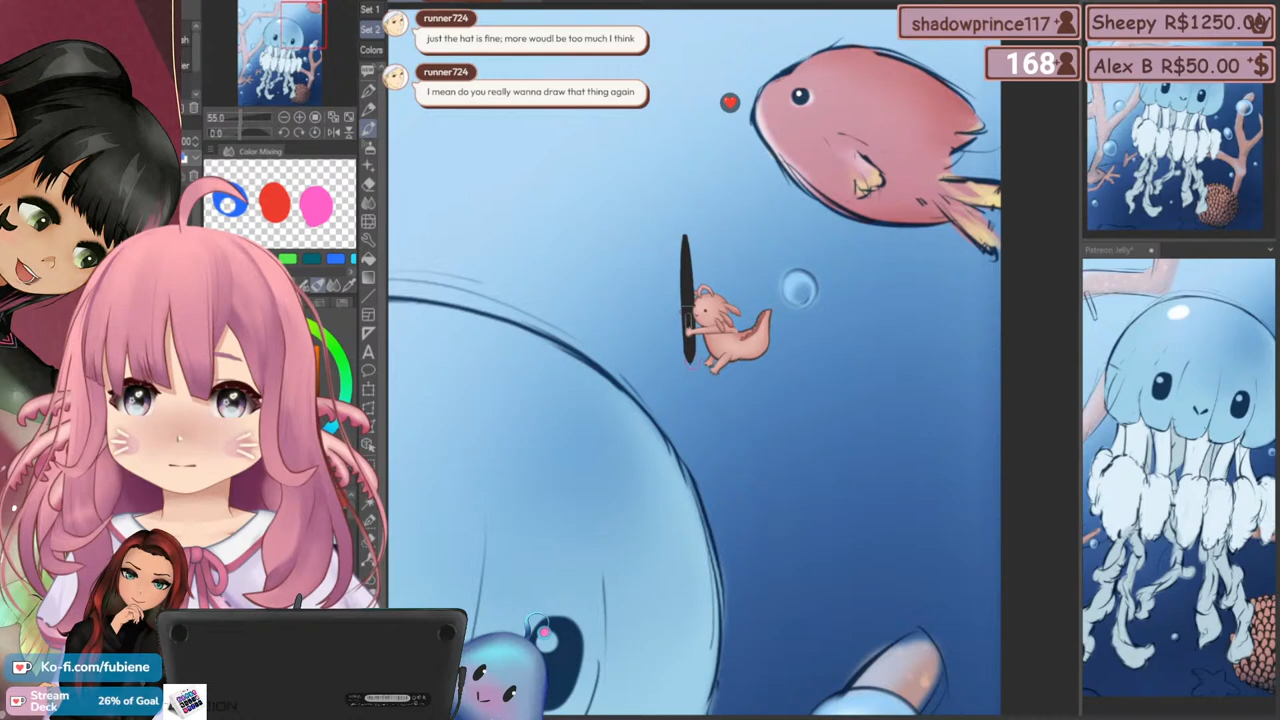 Set 1
Set 2
Colors
55.0
0.0
Color Mixing
runner724
just the hat is fine; more woudl be too much I think
runner724
I mean do you really wanna draw that thing again
shadowprince117
168
Sheepy R$1250.00
Alex B R$50.00
Patreon Jelly*
Ko-fi.com/fubiene
Stream
Deck
26% of Goal